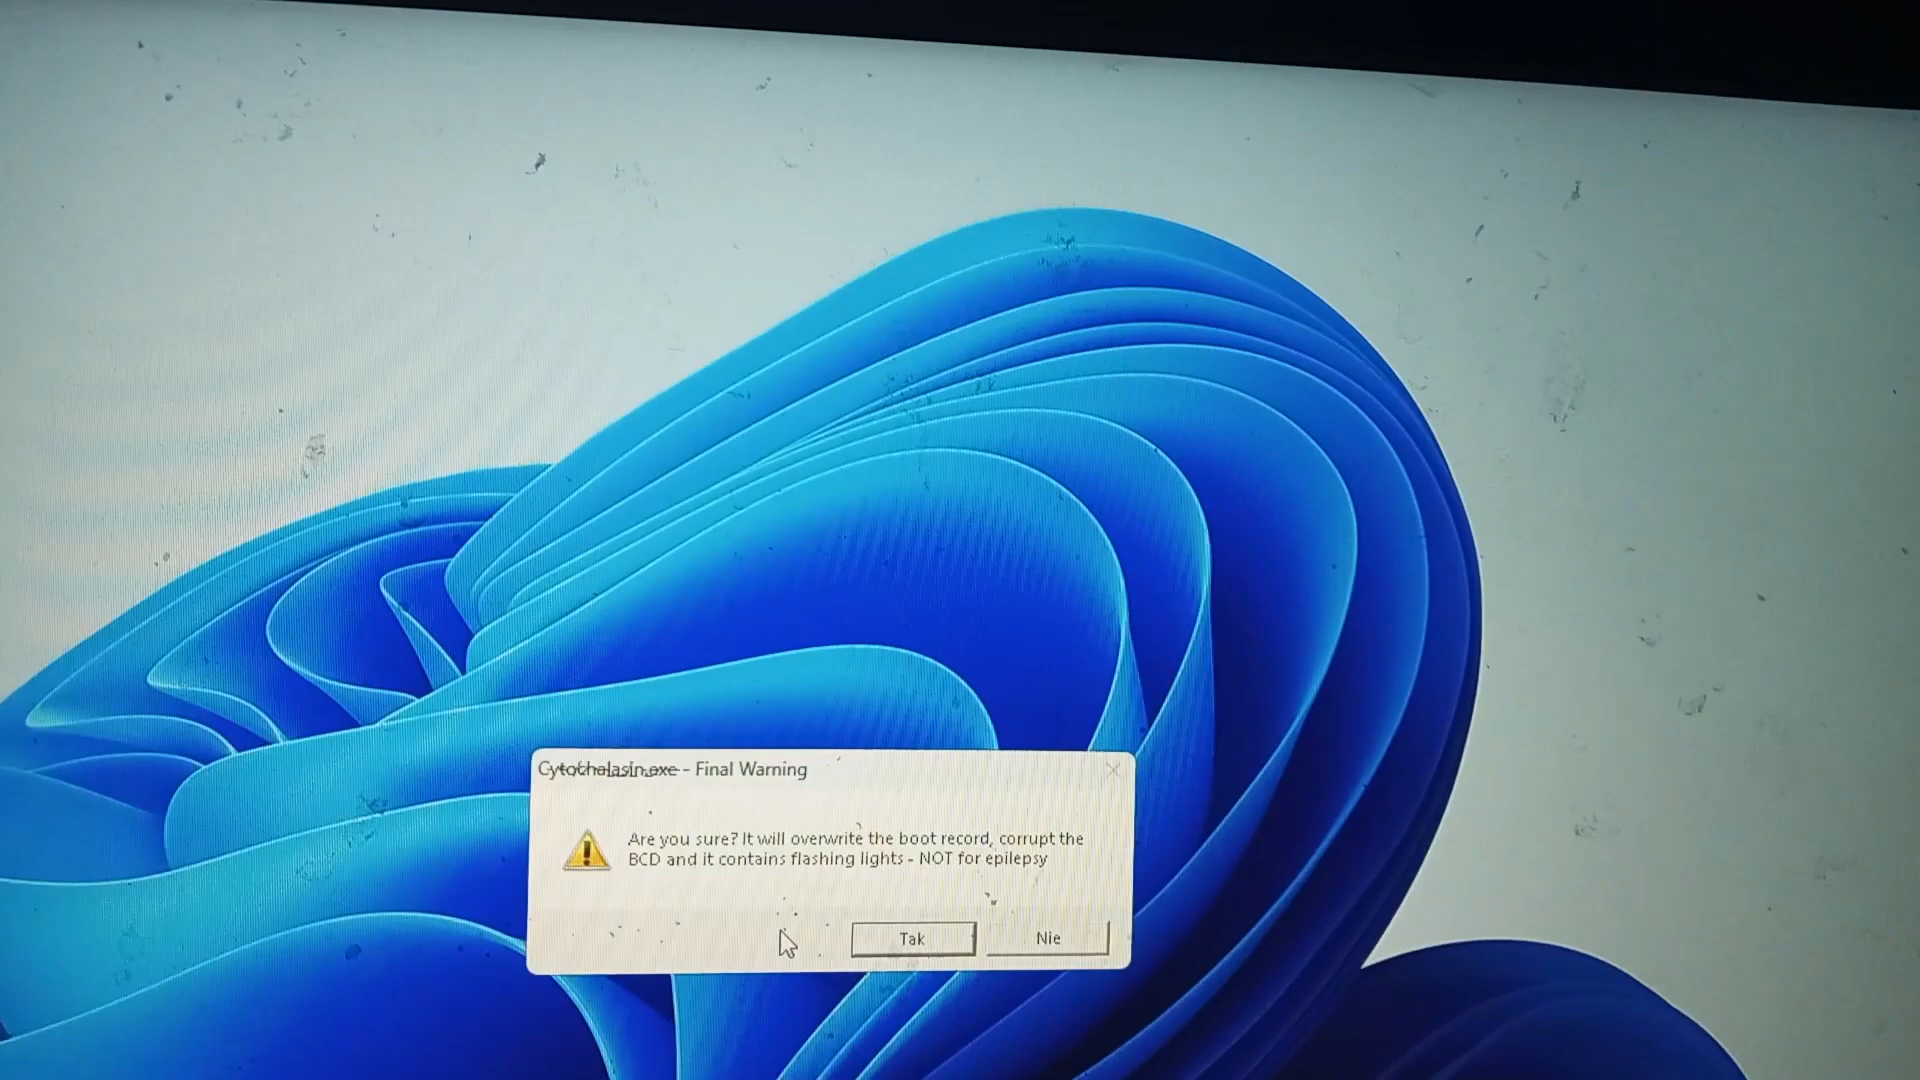 Cytochalasin.exe - Final Warning
Are you sure? It will overwrite the boot record, corrupt the
BCD and it contains flashing lights - NOT for epilepsy
Tak
Nie